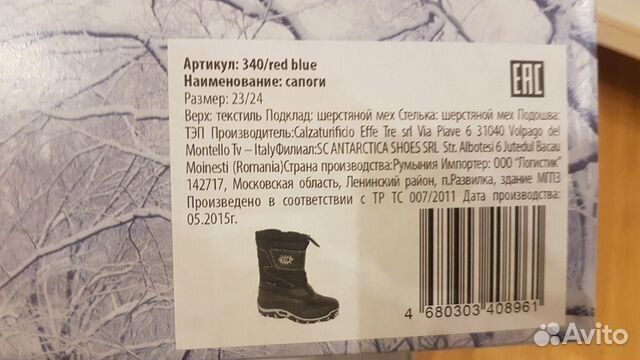 Артикул: 340/red blue
Наименование: сапоги
Размер: 23/24
Верх: текстиль Подклад: шерстяной мех Стелька: шерстяной мех Подошва:
ТЭП Производитель:Calzaturificio Effe Tre srl Via Piave 6 31040 Volpago del
Montello Tv – ItalyФилиал:SC ANTARCTICA SHOES SRL Str. Albotesi 6 Jutedul Bacau
Moinesti (Romania)Страна производства:Румыния Импортер: ООО "Логистик"
142717, Московская область, Ленинский район, п.Развилка, здание МГПЗ
Произведено в соответствии с ТР ТС 007/2011 Дата производства:
05.2015г.
EAC
4 680303 408961
Avito